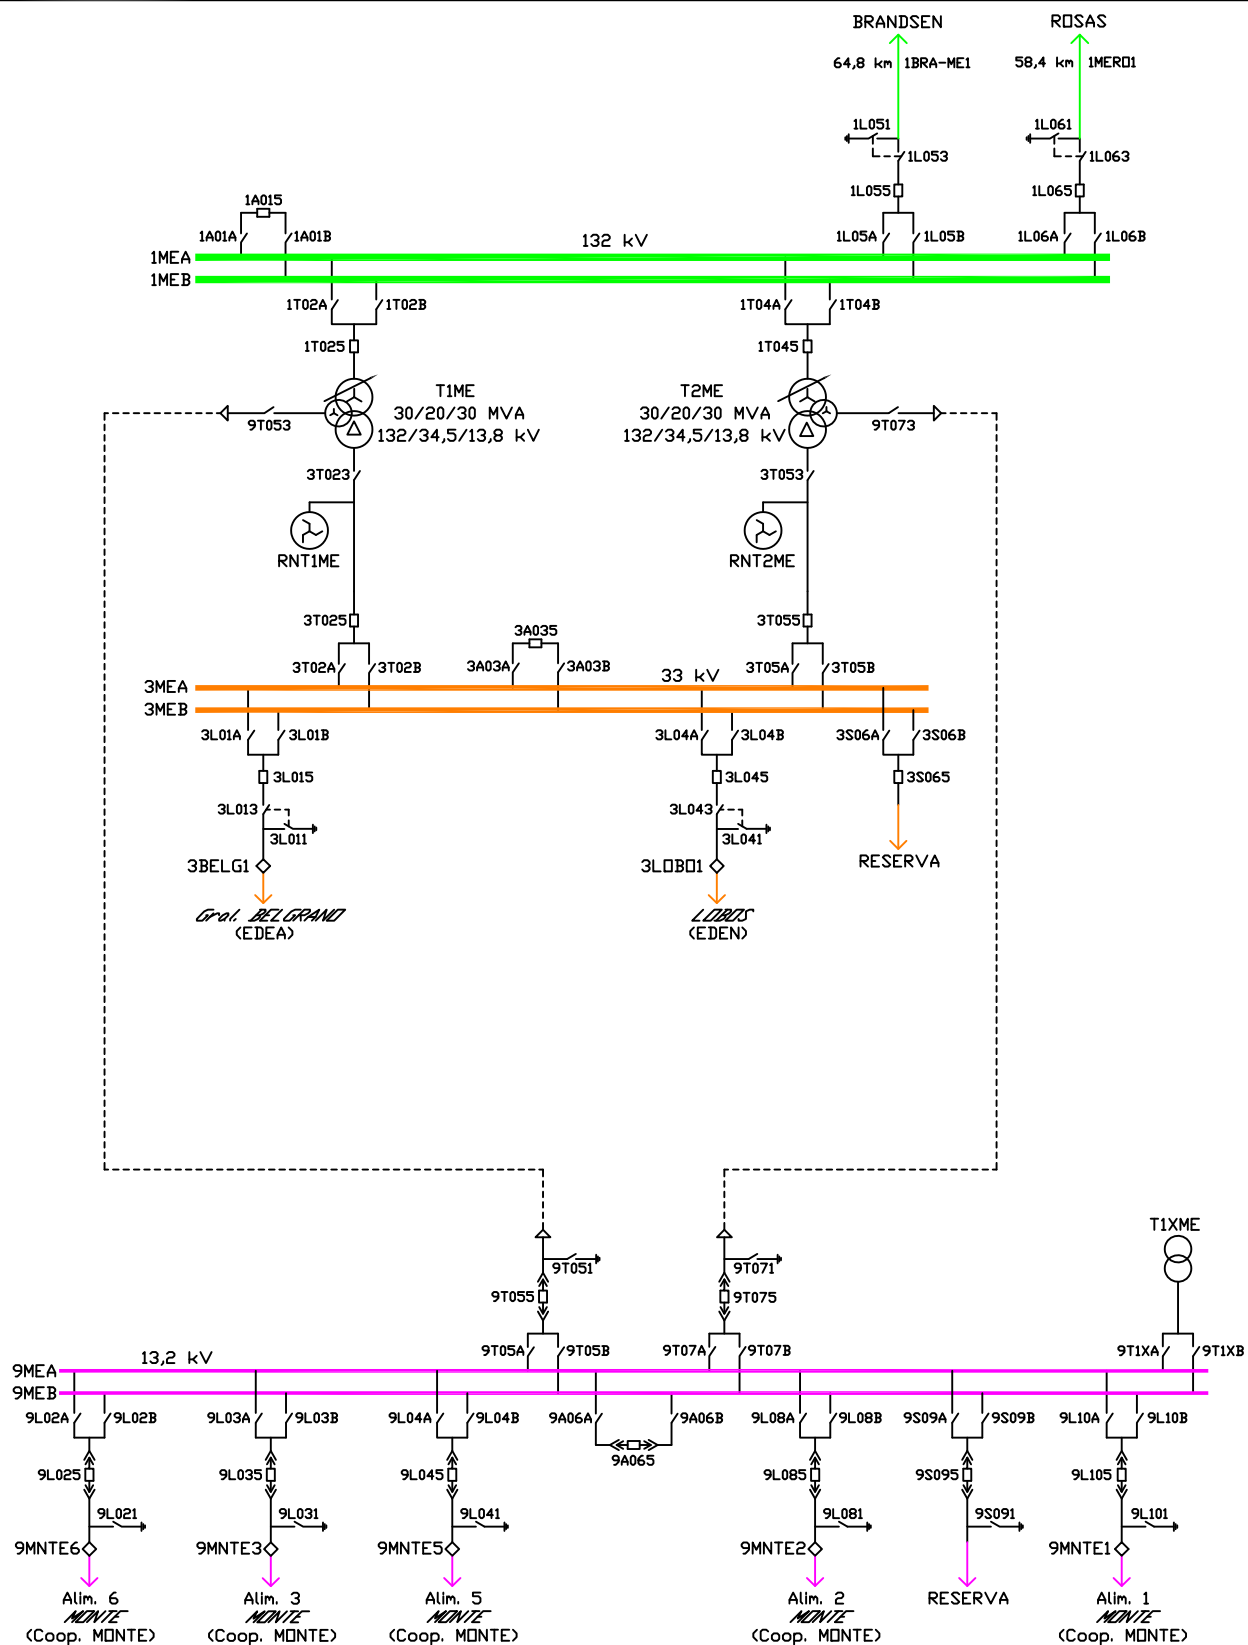 BRANDSEN
ROSAS
64,8 km 1BRA-ME1
58,4 km 1MERO1
1L051
1L061
1L053
1L063
1L055
1L065
1A015
1A01A 1A01B
132 kV
1L05A 1L05B
1L06A 1L06B
1MEA
1MEB
1T02A 1T02B
1T04A 1T04B
1T025
1T045
T1ME
30/20/30 MVA
132/34,5/13,8 kV
T2ME
30/20/30 MVA
132/34,5/13,8 kV
9T053
9T073
3T023
3T053
RNT1ME
RNT2ME
3T025
3A035
3T055
3T02A 3T02B
3A03A 3A03B
33 kV
3T05A 3T05B
3MEA
3MEB
3L01A 3L01B
3L04A 3L04B
3S06A 3S06B
3L015
3L045
3S065
3L013
3L011
3L043
3L041
3BELG1
3LOBO1
RESERVA
Gral. BELGRANO
(EDEA)
LOBOS
(EDEN)
T1XME
9T051
9T071
9T055
9T075
13,2 kV
9T05A 9T05B
9T07A 9T07B
9T1XA 9T1XB
9MEA
9MEB
9L02A 9L02B
9L03A 9L03B
9L04A 9L04B
9A06A 9A06B
9L08A 9L08B
9S09A 9S09B
9L10A 9L10B
9A065
9L025
9L035
9L045
9L085
9S095
9L105
9L021
9L031
9L041
9L081
9S091
9L101
9MNTE6
9MNTE3
9MNTE5
9MNTE2
9MNTE1
Alim. 6
MONTE
(Coop. MONTE)
Alim. 3
MONTE
(Coop. MONTE)
Alim. 5
MONTE
(Coop. MONTE)
Alim. 2
MONTE
(Coop. MONTE)
RESERVA
Alim. 1
MONTE
(Coop. MONTE)